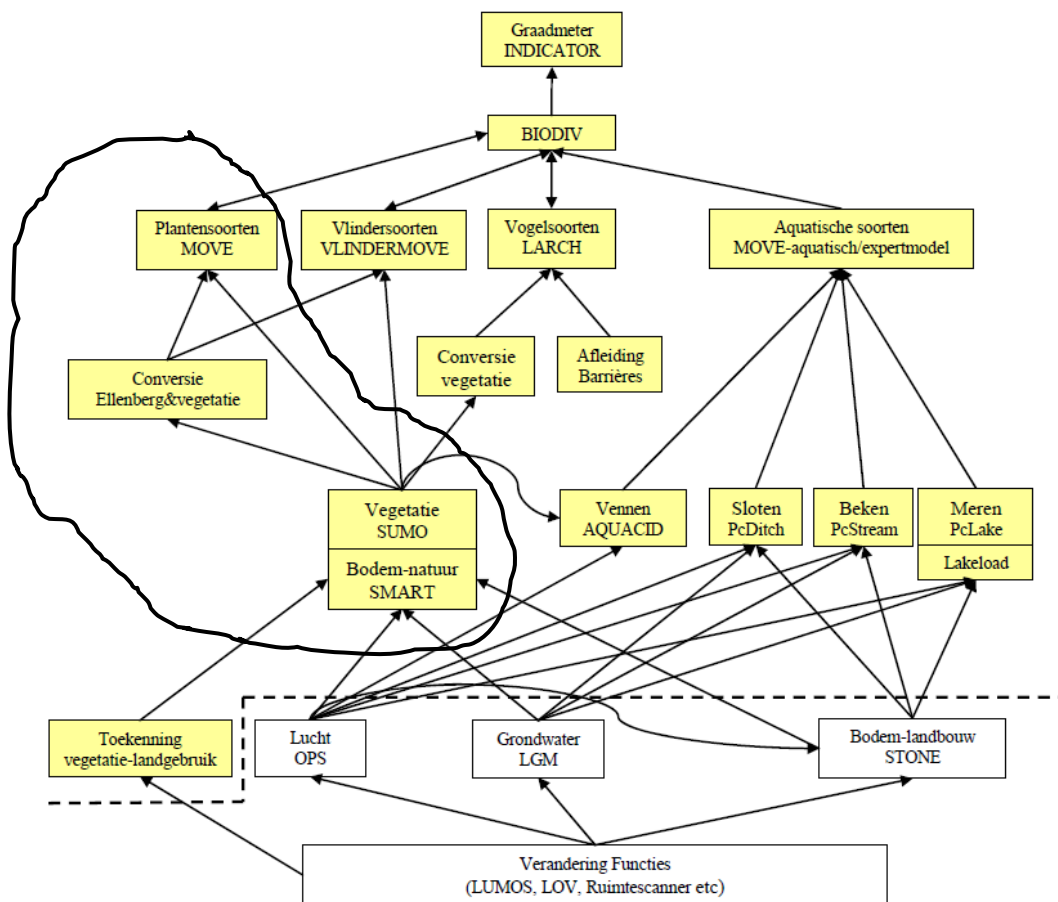 Graadmeter
INDICATOR
BIODIV
Plantensoorten
MOVE
Vlindersoorten
VLINDERMOVE
Vogelsoorten
LARCH
Aquatische soorten
MOVE-aquatisch/expertmodel
Conversie
Ellenberg&vegetatie
Conversie
vegetatie
Afleiding
Barrières
Vegetatie
SUMO
Bodem-natuur
SMART
Vennen
AQUACID
Sloten
PcDitch
Beken
PcStream
Meren
PcLake
Lakeload
Toekenning
vegetatie-landgebruik
Lucht
OPS
Grondwater
LGM
Bodem-landbouw
STONE
Verandering Functies
(LUMOS, LOV, Ruimtescanner etc)